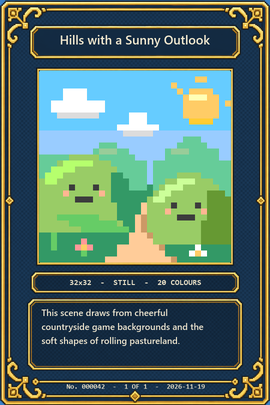 Hills with a Sunny Outlook
32x32 - STILL - 20 COLOURS
This scene draws from cheerful
countryside game backgrounds and the
soft shapes of rolling pastureland.
No. 000042 - 1 OF 1 - 2026-11-19